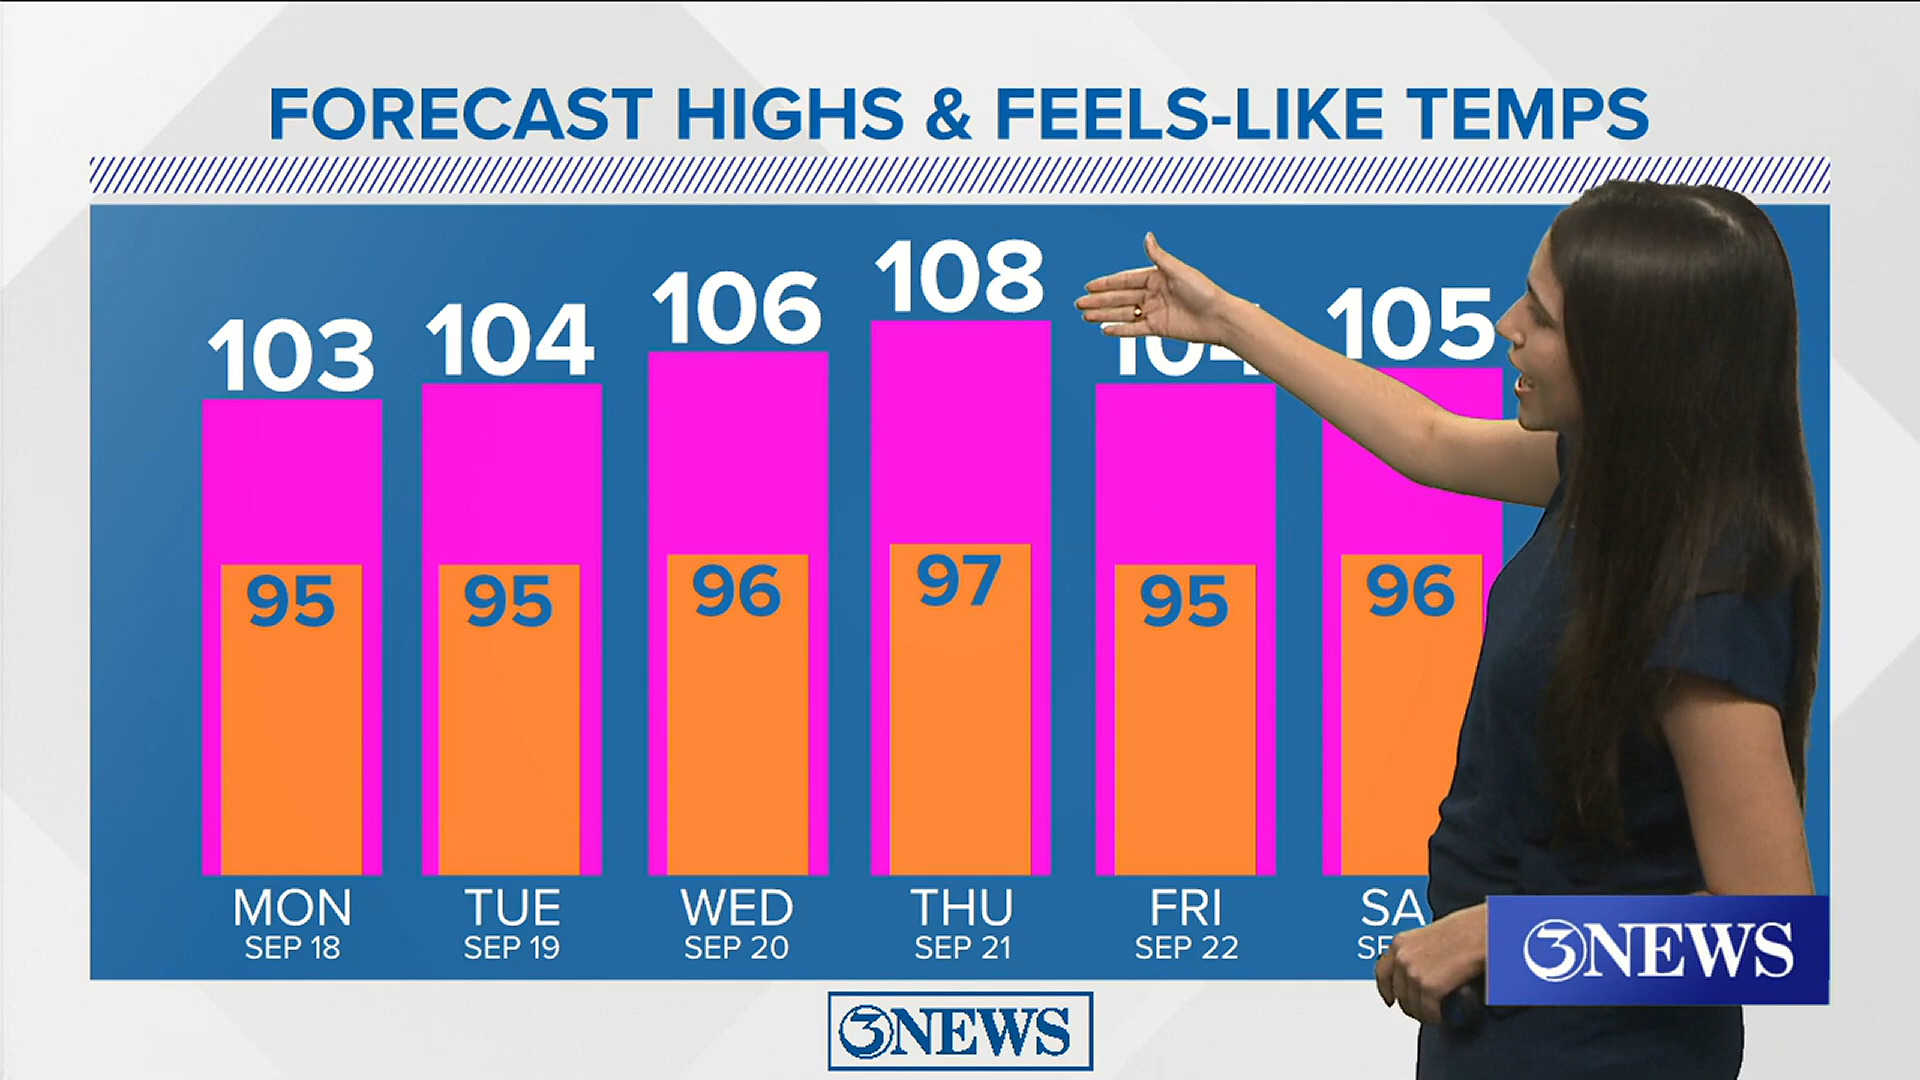 FORECAST HIGHS & FEELS-LIKE TEMPS
103 104 106 108 104 105
95 95 96 97 95 96
MON TUE WED THU FRI
SEP 18 SEP 19 SEP 20 SEP 21 SEP 22
3NEWS
3NEWS